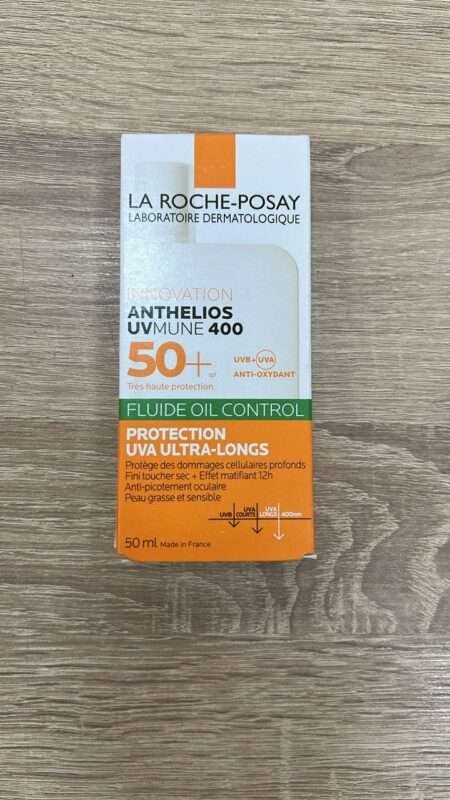 LA ROCHE-POSAY
LABORATOIRE DERMATOLOGIQUE
INNOVATION
ANTHELIOS
UVMUNE 400
50+
UVB + UVA
ANTI-OXYDANT
Très haute protection
FLUIDE OIL CONTROL
PROTECTION
UVA ULTRA-LONGS
Protège des dommages cellulaires profonds
Fini toucher sec + Effet matifiant 12h
Anti-picotement oculaire
Peau grasse et sensible
UVB
UVA COURTS
UVA LONGS
400nm
50 ml Made in France